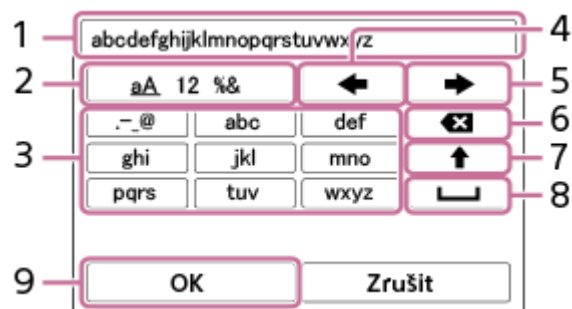 1 abcdefghijklmnopqrstuvwxyz 4
2 aA 12 %& 5
.-_@ abc def 6
3 ghi jkl mno 7
pqrs tuv wxyz 8
9 OK Zrušit